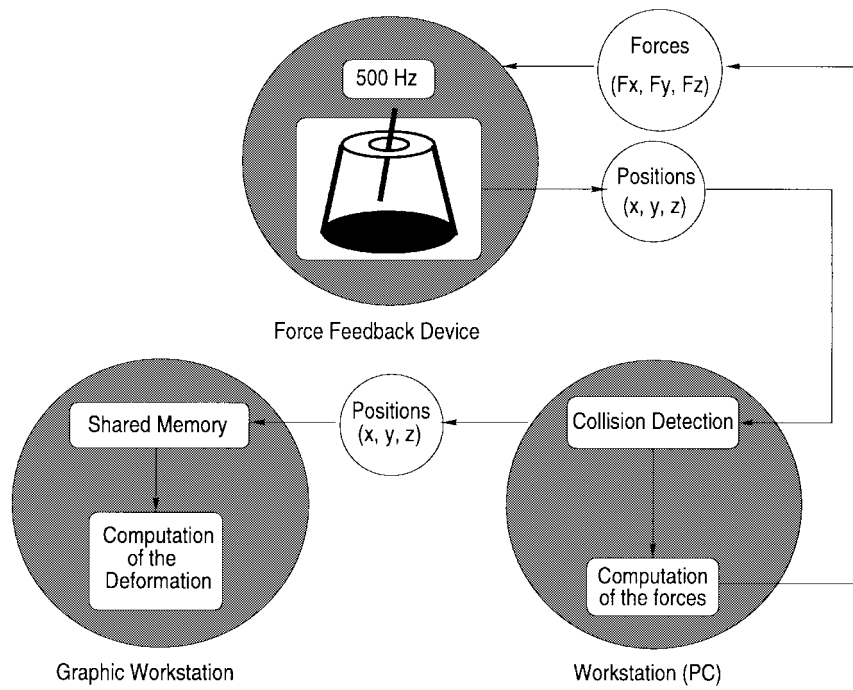 Forces
(Fx, Fy, Fz)
500 Hz
Positions
(x, y, z)
Force Feedback Device
Shared Memory
Positions
(x, y, z)
Collision Detection
Computation
of the
Deformation
Computation
of the forces
Graphic Workstation
Workstation (PC)